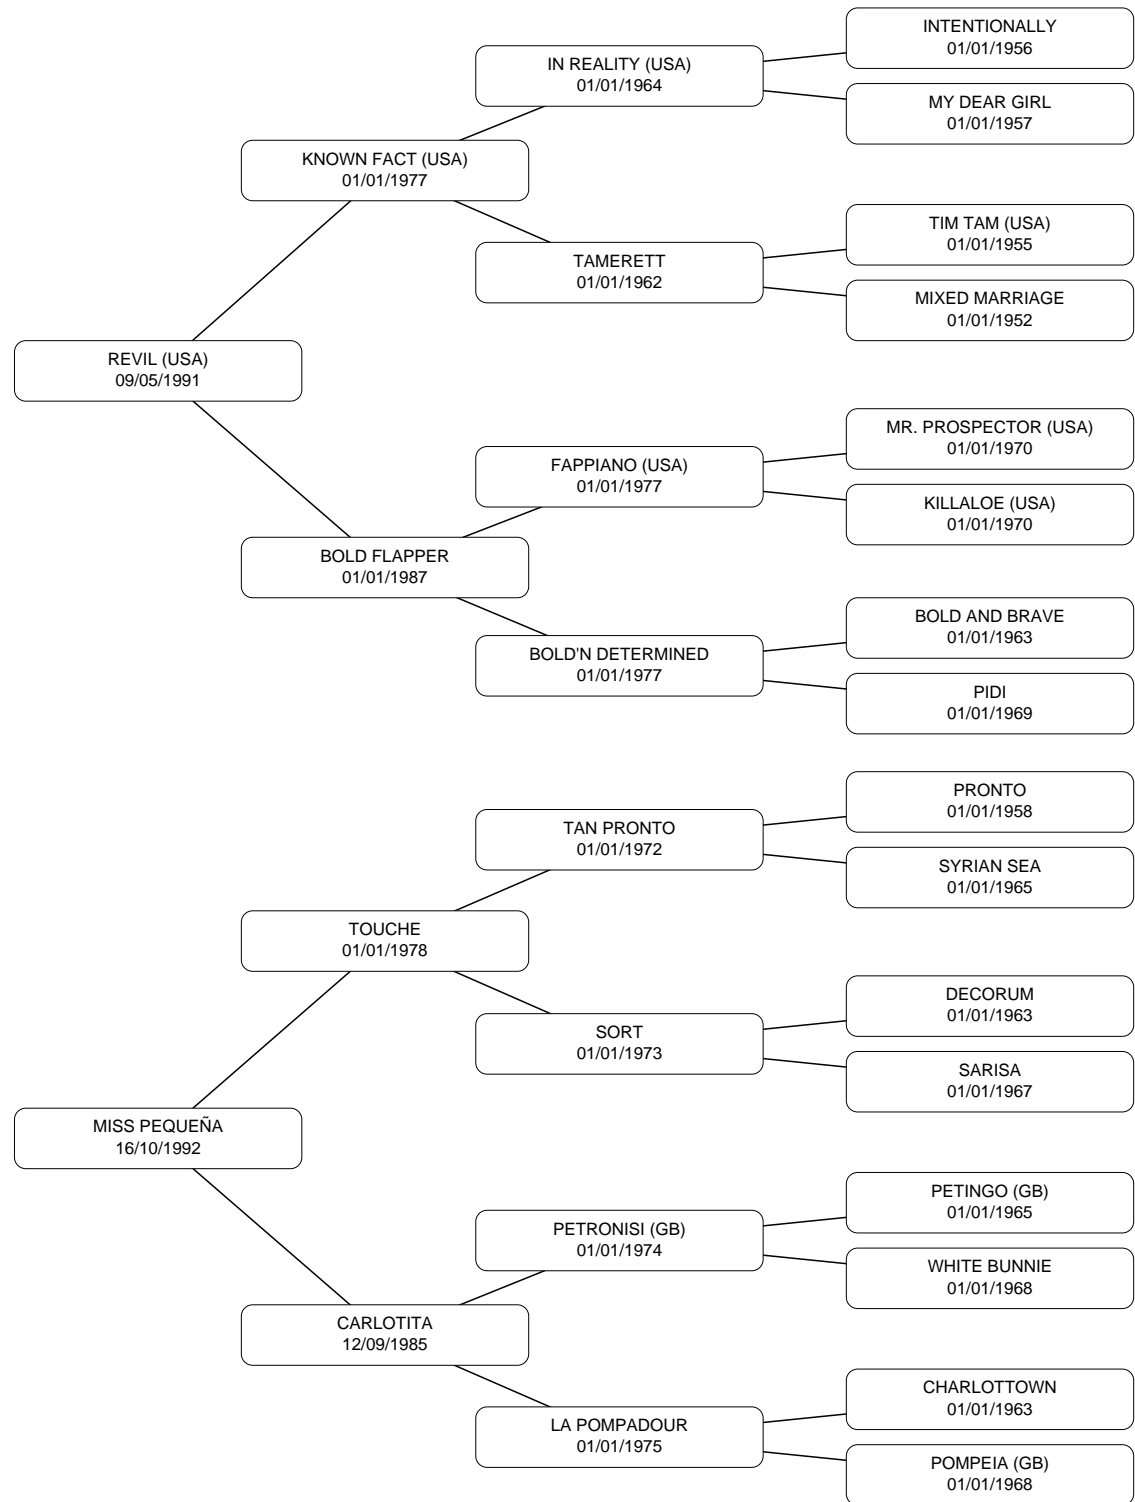 INTENTIONALLY
01/01/1956
IN REALITY (USA)
01/01/1964
MY DEAR GIRL
01/01/1957
KNOWN FACT (USA)
01/01/1977
TIM TAM (USA)
01/01/1955
TAMERETT
01/01/1962
MIXED MARRIAGE
01/01/1952
REVIL (USA)
09/05/1991
MR. PROSPECTOR (USA)
01/01/1970
FAPPIANO (USA)
01/01/1977
KILLALOE (USA)
01/01/1970
BOLD FLAPPER
01/01/1987
BOLD AND BRAVE
01/01/1963
BOLD'N DETERMINED
01/01/1977
PIDI
01/01/1969
PRONTO
01/01/1958
TAN PRONTO
01/01/1972
SYRIAN SEA
01/01/1965
TOUCHE
01/01/1978
DECORUM
01/01/1963
SORT
01/01/1973
SARISA
01/01/1967
MISS PEQUEÑA
16/10/1992
PETINGO (GB)
01/01/1965
PETRONISI (GB)
01/01/1974
WHITE BUNNIE
01/01/1968
CARLOTITA
12/09/1985
CHARLOTTOWN
01/01/1963
LA POMPADOUR
01/01/1975
POMPEIA (GB)
01/01/1968